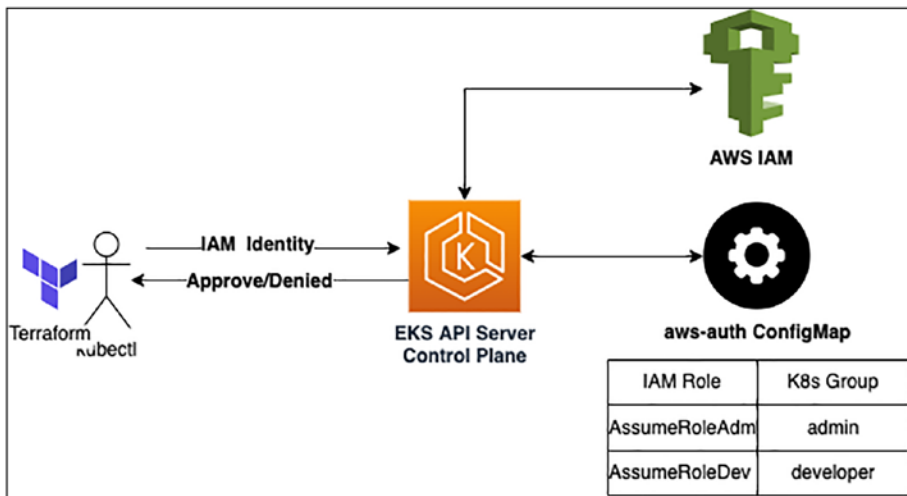 AWS IAM
IAM Identity
Approve/Denied
K
Terraform
kubectl
EKS API Server
Control Plane
aws-auth ConfigMap
IAM Role K8s Group
AssumeRoleAdm admin
AssumeRoleDev developer